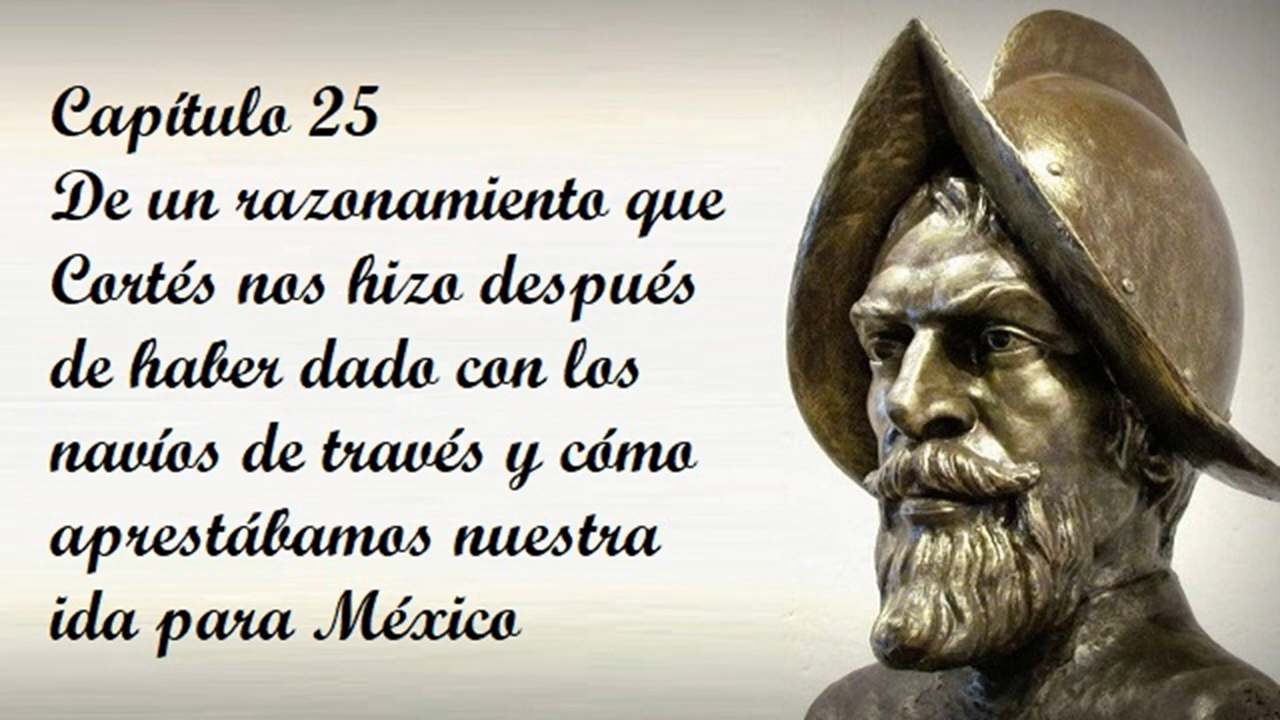 Capítulo 25
De un razonamiento que
Cortés nos hizo después
de haber dado con los
navíos de través y cómo
aprestábamos nuestra
ida para México